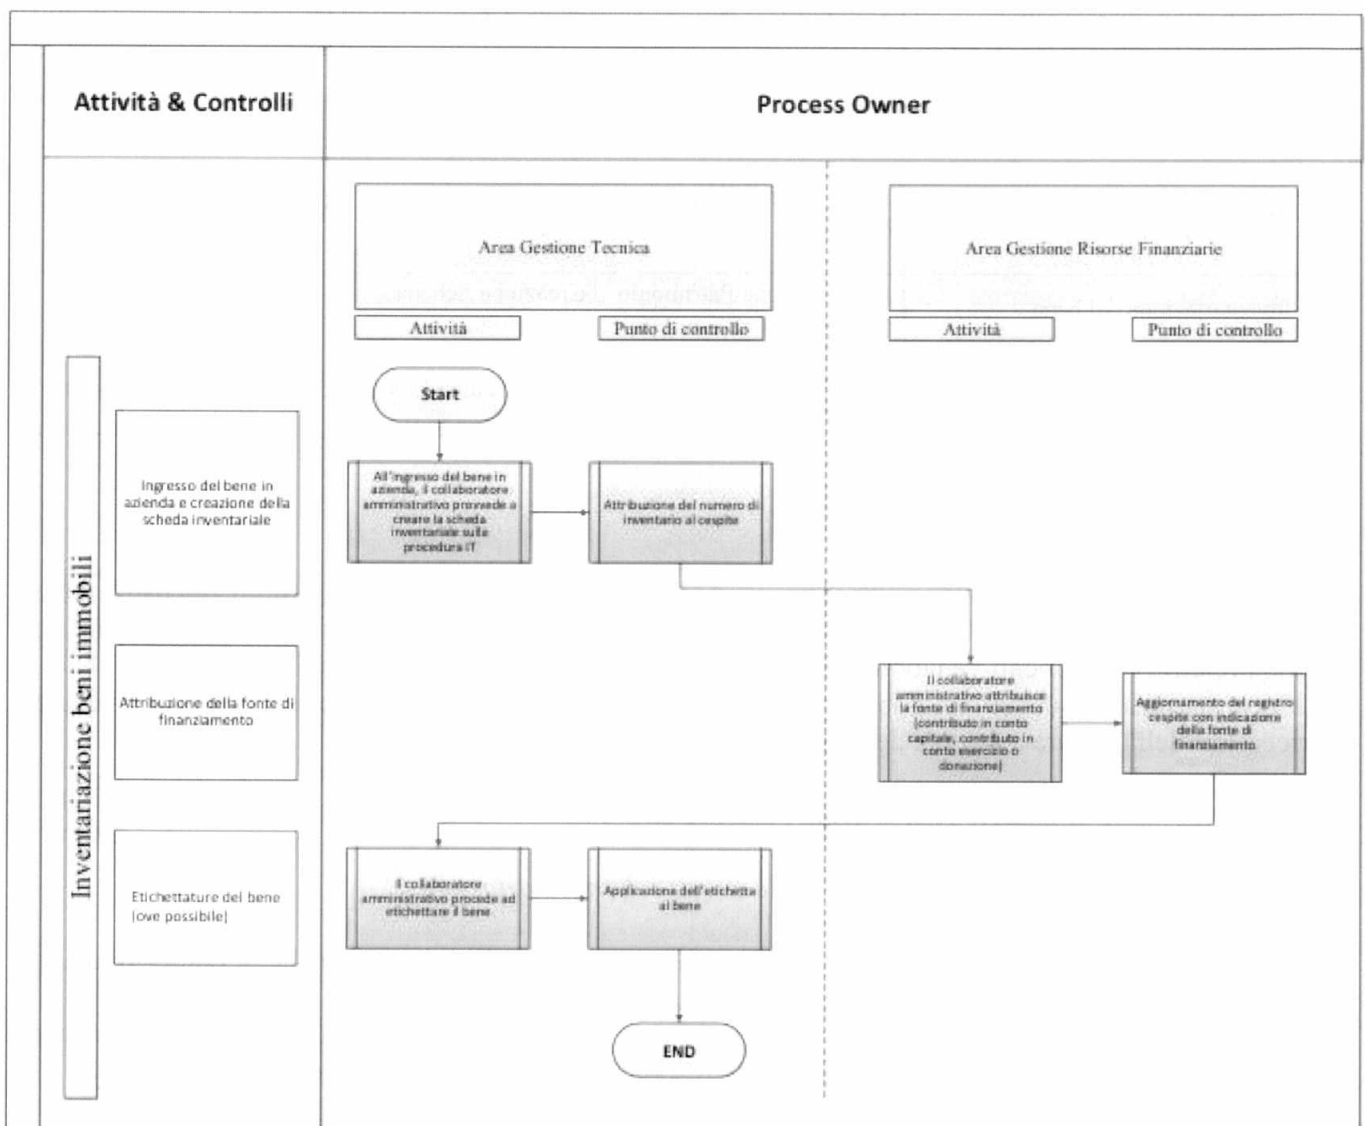 Attività & Controlli
Process Owner
Area Gestione Tecnica
Area Gestione Risorse Finanziarie
Attività
Punto di controllo
Attività
Punto di controllo
Inventariazione beni immobili
Start
Ingresso del bene in
azienda e creazione della
scheda inventariale
All'ingresso del bene in
azienda, il collaboratore
amministrativo provvede a
creare la scheda
inventariale sulla
procedura IT
Attribuzione del numero di
inventario al cespite
Attribuzione della fonte di
finanziamento
Il collaboratore
amministrativo attribuisce
la fonte di finanziamento
(contributo in conto
capitale, contributo in
conto esercizio o
donazione)
Aggiornamento del registro
cespite con indicazione
della fonte di
finanziamento
Etichettature del bene
(ove possibile)
Il collaboratore
amministrativo procede ad
etichettare il bene
Applicazione dell'etichetta
al bene
END